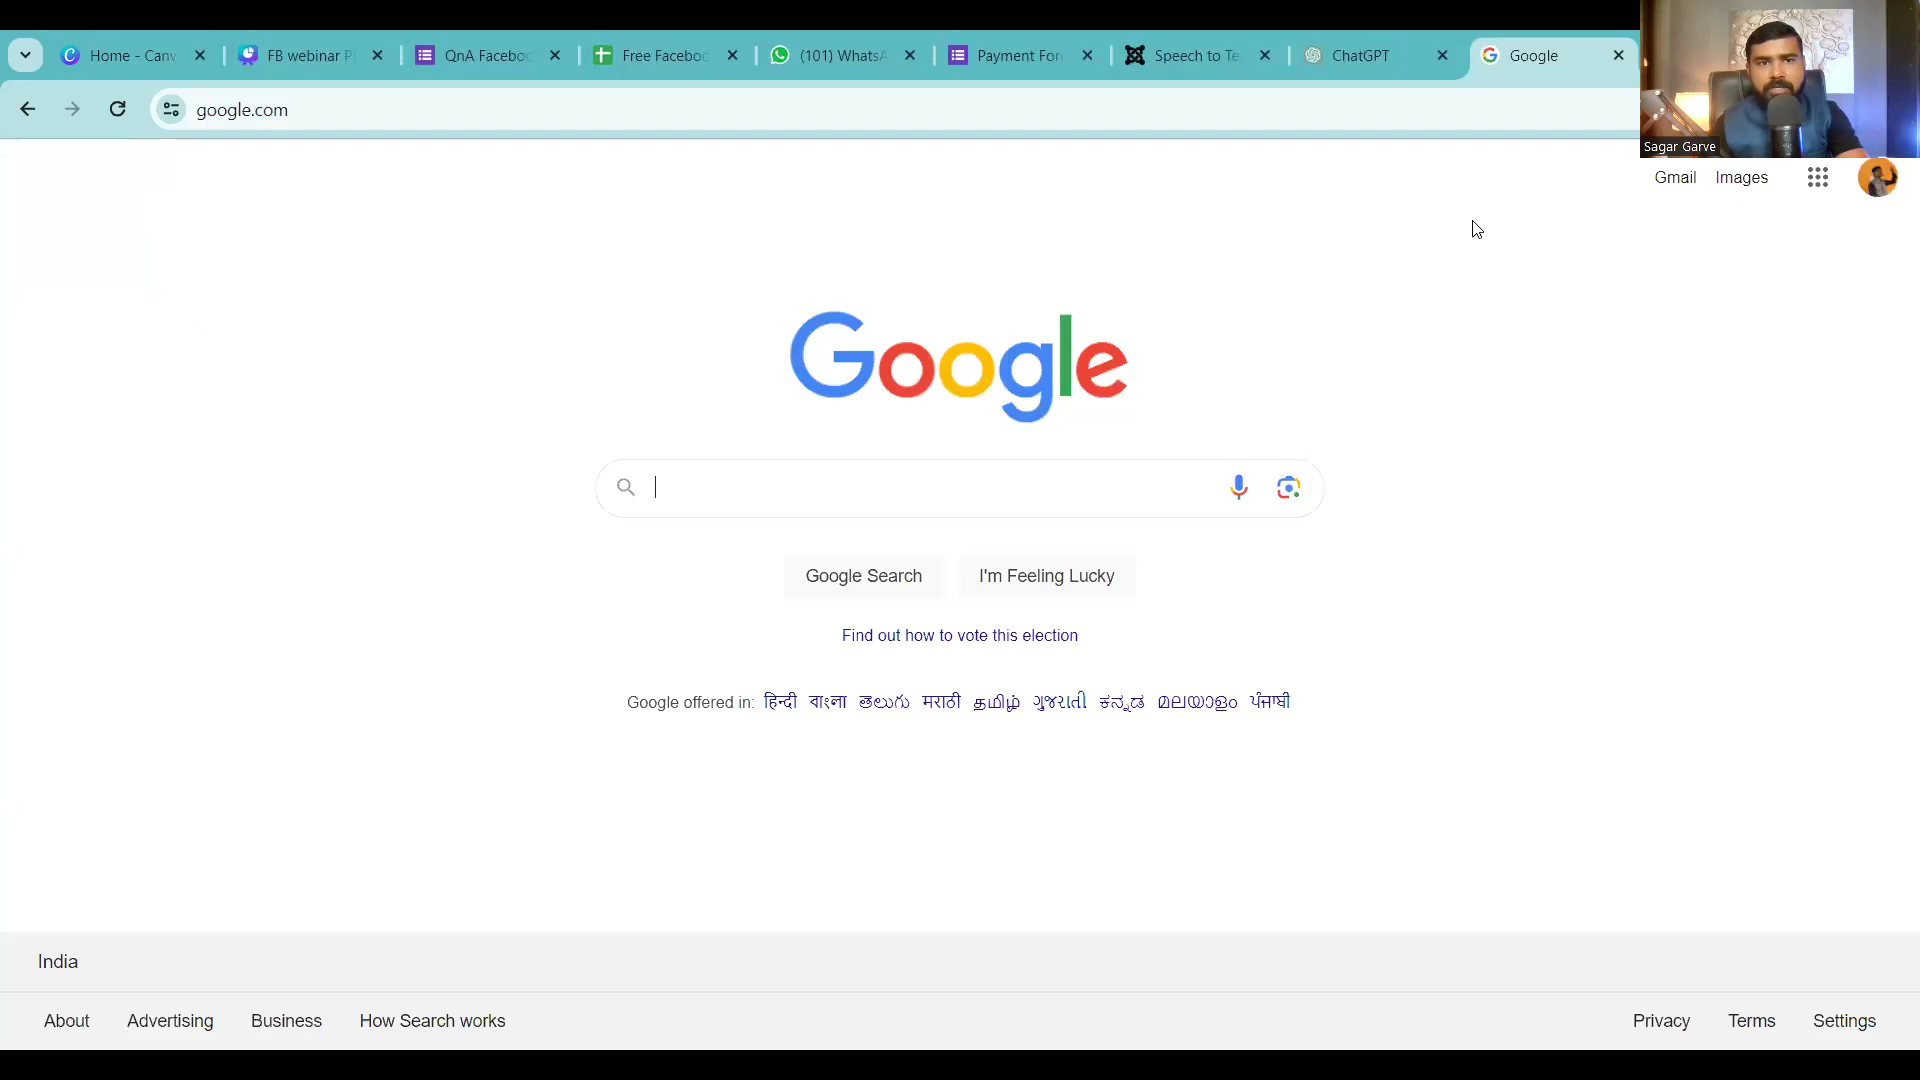 Home - Canv
FB webinar P
QnA Faceboo
Free Faceboo
(101) WhatsA
Payment For
Speech to Te
ChatGPT
Google
google.com
Sagar Garve
Gmail Images
Google
Google Search I'm Feeling Lucky
Find out how to vote this election
Google offered in: हिन्दी বাংলা తెలుగు मराठी தமிழ் ગુજરાતી ಕನ್ನಡ മലയാളം ਪੰਜਾਬੀ
India
About Advertising Business How Search works Privacy Terms Settings